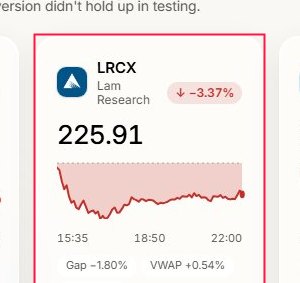 version didn't hold up in testing.
LRCX
Lam
Research
↓ −3.37%
225.91
15:35 18:50 22:00
Gap −1.80% VWAP +0.54%